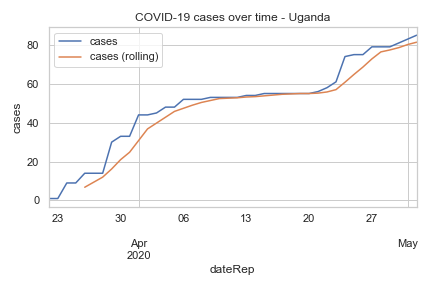 COVID-19 cases over time - Uganda
cases
cases (rolling)
cases
80
60
40
20
0
23 30 06 13 20 27
Apr May
2020
dateRep